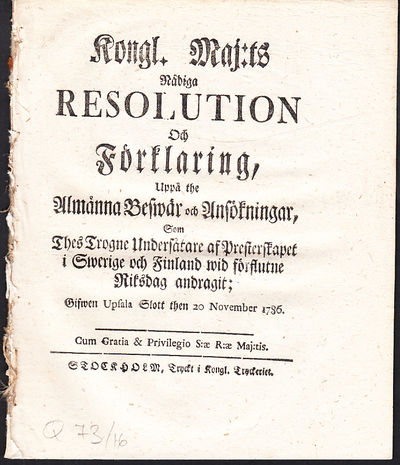 Kongl. Maj:ts
Nådiga
RESOLUTION
Och
Förklaring,
Uppå the
Almänna Beswär och Ansökningar,
Som
Thes Trogne Undersåtare af Presterskapet
i Swerige och Finland wid förflutne
Riksdag andragit;
Gifwen Upsala Slott then 20 November 1786.
Cum Gratia & Privilegio S:æ R:æ Maj:tis.
STOCKHOLM, Tryckt i Kongl. Tryckeriet.
Q 73/16